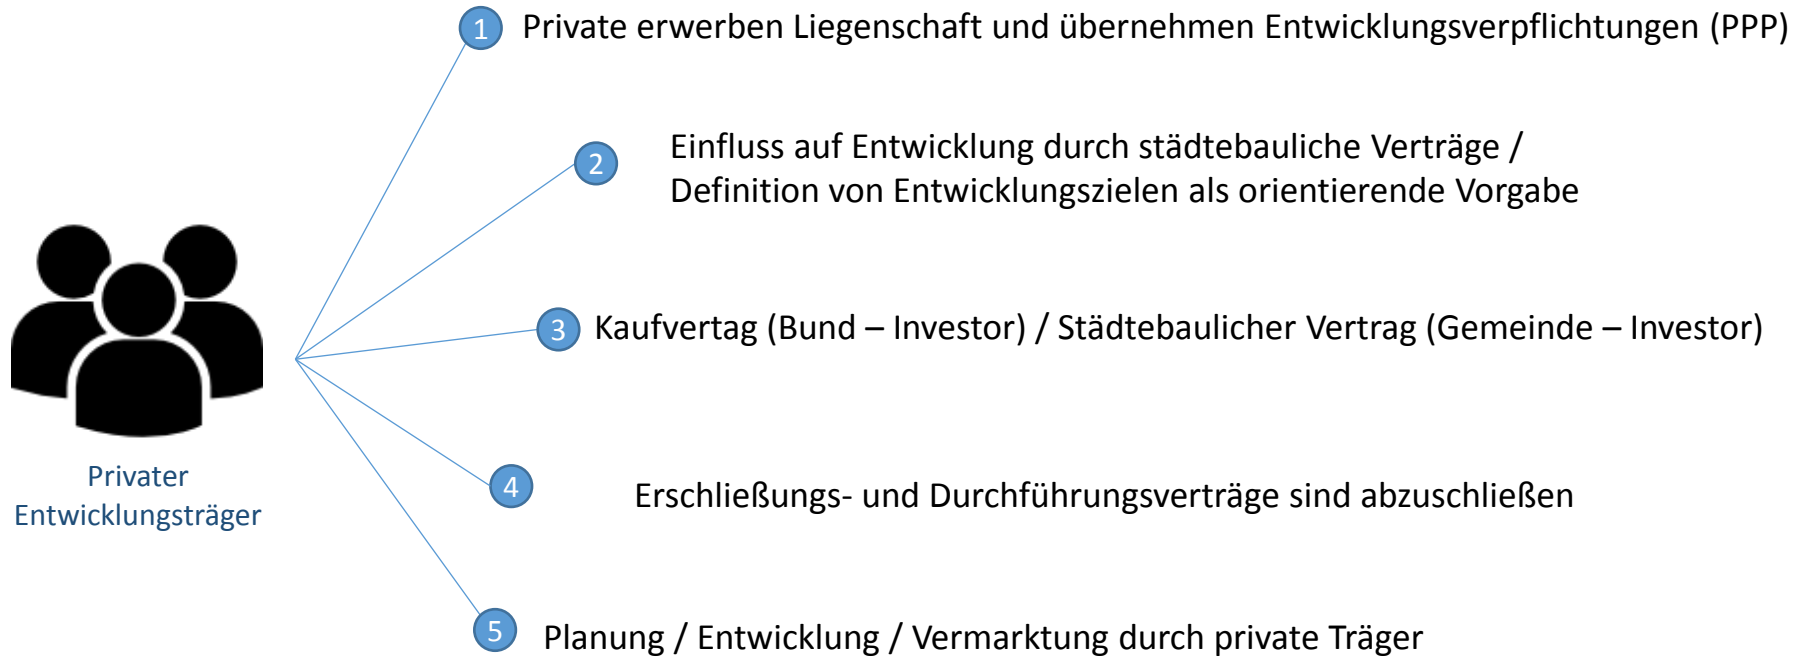 1 Private erwerben Liegenschaft und übernehmen Entwicklungsverpflichtungen (PPP)
2 Einfluss auf Entwicklung durch städtebauliche Verträge /
Definition von Entwicklungszielen als orientierende Vorgabe
3 Kaufvertag (Bund – Investor) / Städtebaulicher Vertrag (Gemeinde – Investor)
Privater
Entwicklungsträger
4 Erschließungs- und Durchführungsverträge sind abzuschließen
5 Planung / Entwicklung / Vermarktung durch private Träger